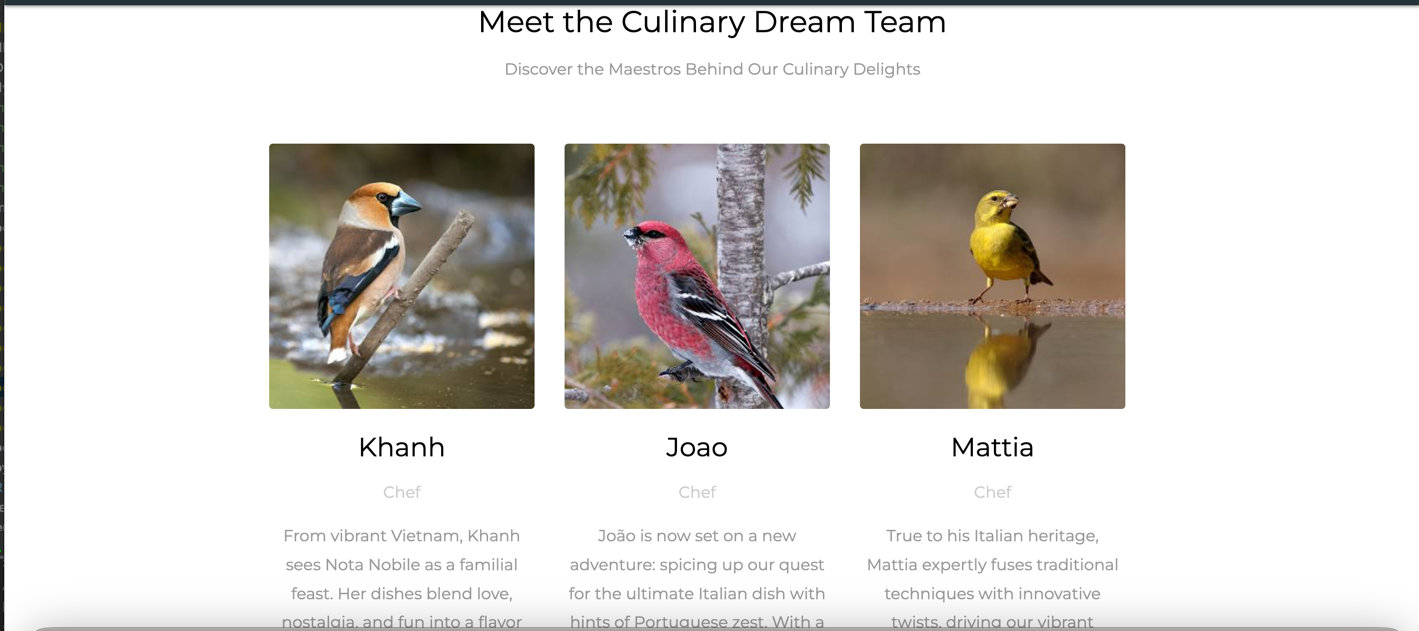 Meet the Culinary Dream Team
Discover the Maestros Behind Our Culinary Delights
Khanh
Chef
From vibrant Vietnam, Khanh
sees Nota Nobile as a familial
feast. Her dishes blend love,
nostalgia, and fun into a flavor
Joao
Chef
João is now set on a new
adventure: spicing up our quest
for the ultimate Italian dish with
hints of Portuguese zest. With a
Mattia
Chef
True to his Italian heritage,
Mattia expertly fuses traditional
techniques with innovative
twists, driving our vibrant